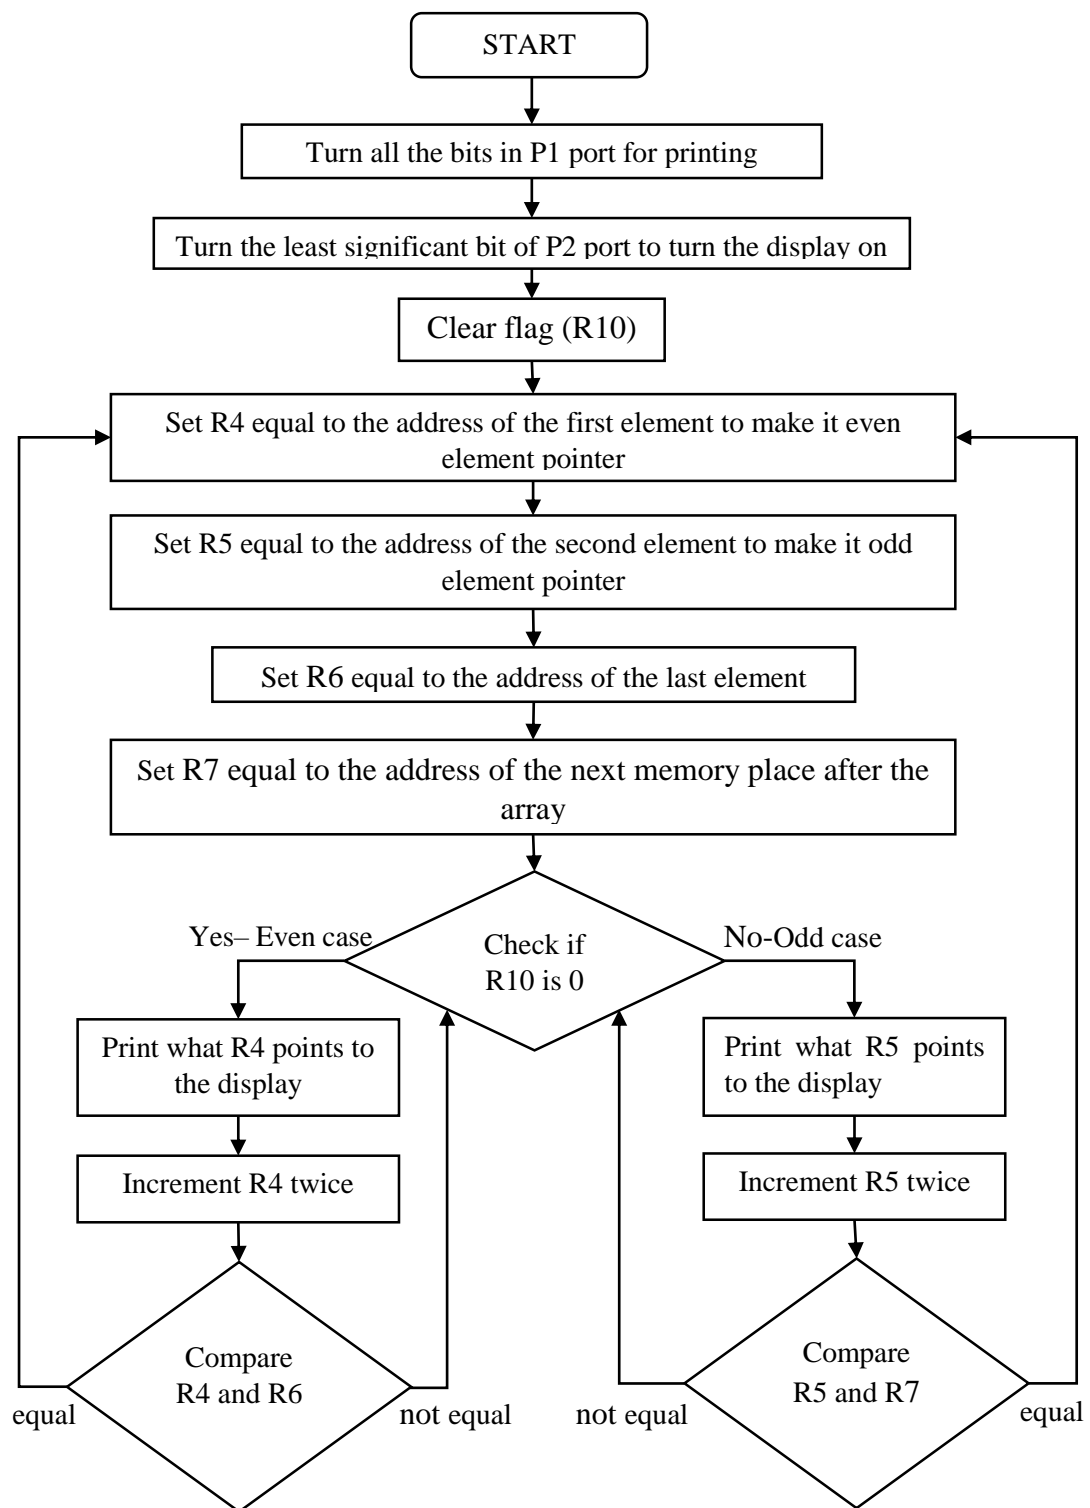 START
Turn all the bits in P1 port for printing
Turn the least significant bit of P2 port to turn the display on
Clear flag (R10)
Set R4 equal to the address of the first element to make it even
element pointer
Set R5 equal to the address of the second element to make it odd
element pointer
Set R6 equal to the address of the last element
Set R7 equal to the address of the next memory place after the
array
Yes– Even case
Check if
R10 is 0
No-Odd case
Print what R4 points to
the display
Print what R5 points
to the display
Increment R4 twice
Increment R5 twice
Compare
R4 and R6
equal
not equal
Compare
R5 and R7
not equal
equal